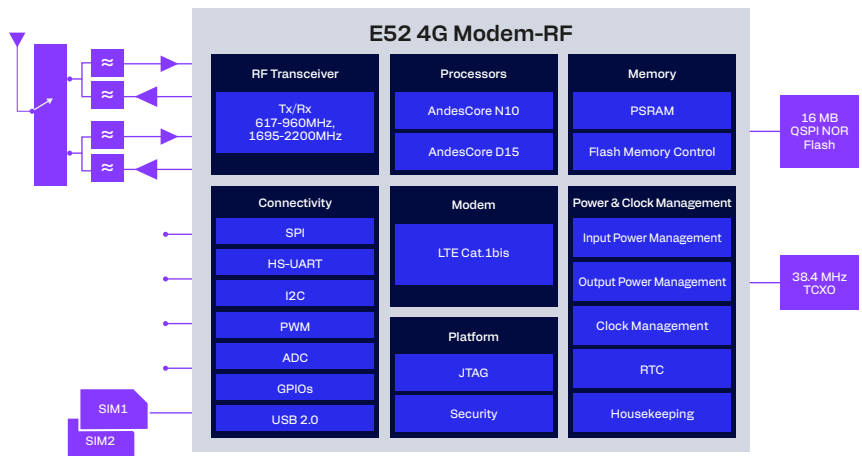 E52 4G Modem-RF
RF Transceiver
Tx/Rx
617-960MHz,
1695-2200MHz
Processors
AndesCore N10
AndesCore D15
Memory
PSRAM
Flash Memory Control
16 MB
QSPI NOR
Flash
Connectivity
SPI
HS-UART
I2C
PWM
ADC
GPIOs
USB 2.0
Modem
LTE Cat.1bis
Platform
JTAG
Security
Power & Clock Management
Input Power Management
Output Power Management
Clock Management
RTC
Housekeeping
38.4 MHz
TCXO
SIM1
SIM2